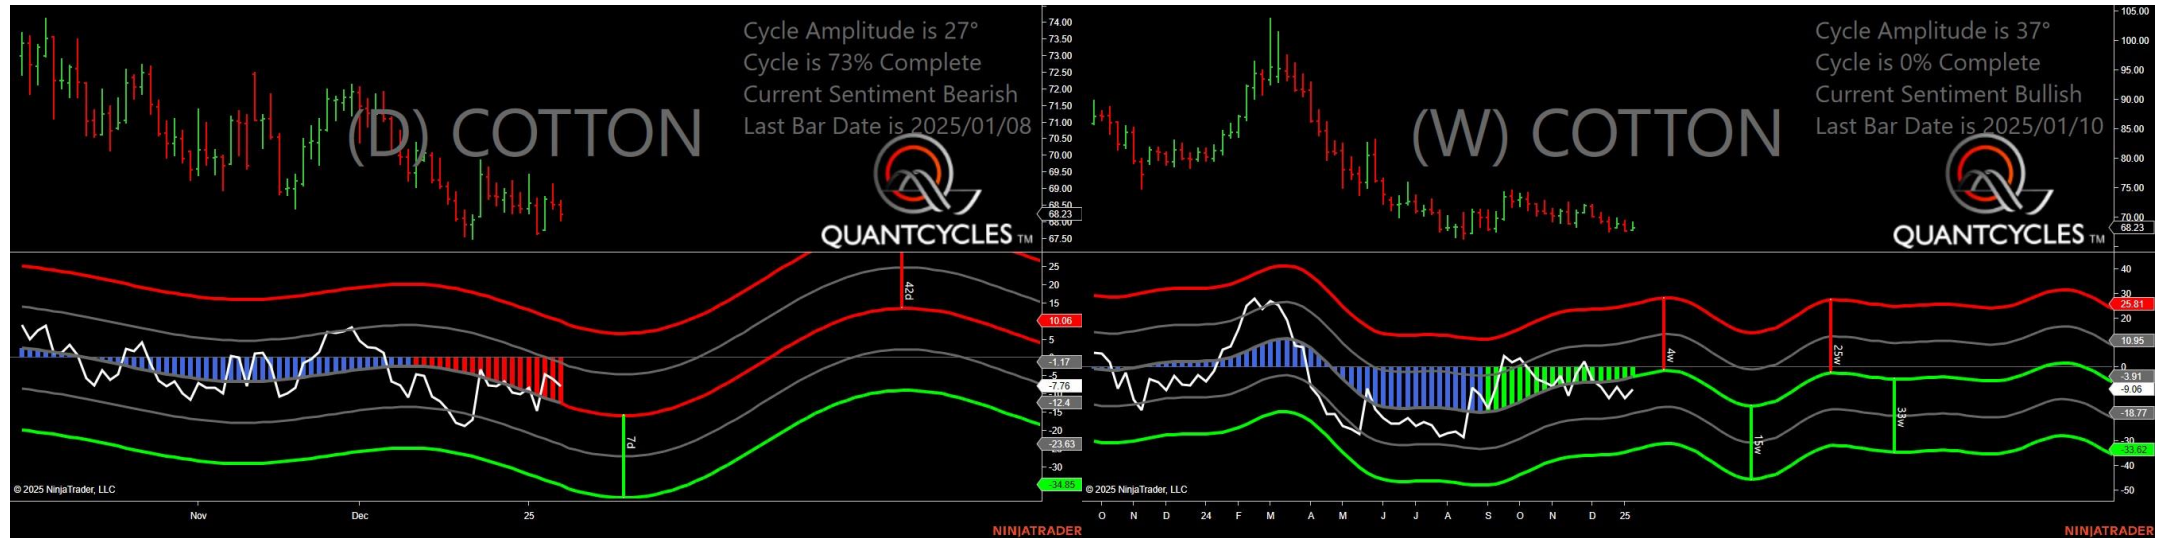 Cycle Amplitude is 27°
Cycle is 73% Complete
Current Sentiment Bearish
Last Bar Date is 2025/01/08
(D) COTTON
QUANTCYCLES TM
74.00
73.50
73.00
72.50
72.00
71.50
71.00
70.50
70.00
69.50
69.00
68.50
68.23
68.00
67.50
25
20
15
10.06
5
-1.17
-5
-7.76
-12.4
-15
-20
-23.63
-30
-34.85
42d
7d
© 2025 NinjaTrader, LLC
Nov
Dec
25
NINJATRADER
Cycle Amplitude is 37°
Cycle is 0% Complete
Current Sentiment Bullish
Last Bar Date is 2025/01/10
(W) COTTON
QUANTCYCLES TM
105.00
100.00
95.00
90.00
85.00
80.00
75.00
70.00
68.23
40
30
25.81
20
10.95
0
-3.91
-9.06
-18.77
-30
-33.62
-40
-50
4w
25w
15w
33w
© 2025 NinjaTrader, LLC
O N D 24 F M A M J J A S O N D 25
NINJATRADER